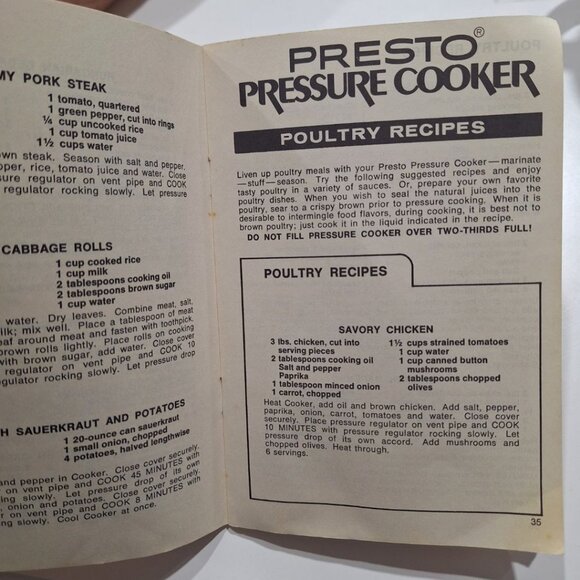 MY PORK STEAK
1 tomato, quartered
1 green pepper, cut into rings
¼ cup uncooked rice
1 cup tomato juice
1½ cups water
own steak. Season with salt and pepper.
pper, rice, tomato juice and water. Close
ressure regulator on vent pipe and COOK
regulator rocking slowly. Let pressure
CABBAGE ROLLS
1 cup cooked rice
1 cup milk
2 tablespoons cooking oil
2 tablespoons brown sugar
1 cup water
water. Dry leaves. Combine meat, salt,
ilk; mix well. Place a tablespoon of meat
eaf around meat and fasten with toothpick.
brown rolls lightly. Place rolls on cooking
with brown sugar, add water. Close cover
regulator on vent pipe and COOK 10
rocking slowly. Let pressure drop
H SAUERKRAUT AND POTATOES
1 20-ounce can sauerkraut
1 small onion, chopped
4 potatoes, halved lengthwise
and pepper in Cooker. Close cover securely.
or on vent pipe and COOK 45 MINUTES with
cking slowly. Let pressure drop of its own
onion and potatoes. Close cover securely.
on vent pipe and COOK 8 MINUTES with
ng slowly. Cool Cooker at once.
PRESTO®
PRESSURE COOKER
POULTRY RECIPES
Liven up poultry meals with your Presto Pressure Cooker—marinate
—stuff—season. Try the following suggested recipes and enjoy
tasty poultry in a variety of sauces. Or, prepare your own favorite
poultry dishes. When you wish to seal the natural juices into the
poultry, sear to a crispy brown prior to pressure cooking. When it is
desirable to intermingle food flavors, during cooking, it is best not to
brown poultry; just cook it in the liquid indicated in the recipe.
DO NOT FILL PRESSURE COOKER OVER TWO-THIRDS FULL!
POULTRY RECIPES
SAVORY CHICKEN
3 lbs. chicken, cut into
serving pieces
2 tablespoons cooking oil
Salt and pepper
Paprika
1 tablespoon minced onion
1 carrot, chopped
1½ cups strained tomatoes
1 cup water
1 cup canned button
mushrooms
2 tablespoons chopped
olives
Heat Cooker, add oil and brown chicken. Add salt, pepper,
paprika, onion, carrot, tomatoes and water. Close cover
securely. Place pressure regulator on vent pipe and COOK
10 MINUTES with pressure regulator rocking slowly. Let
pressure drop of its own accord. Add mushrooms and
chopped olives. Heat through.
6 servings.
35